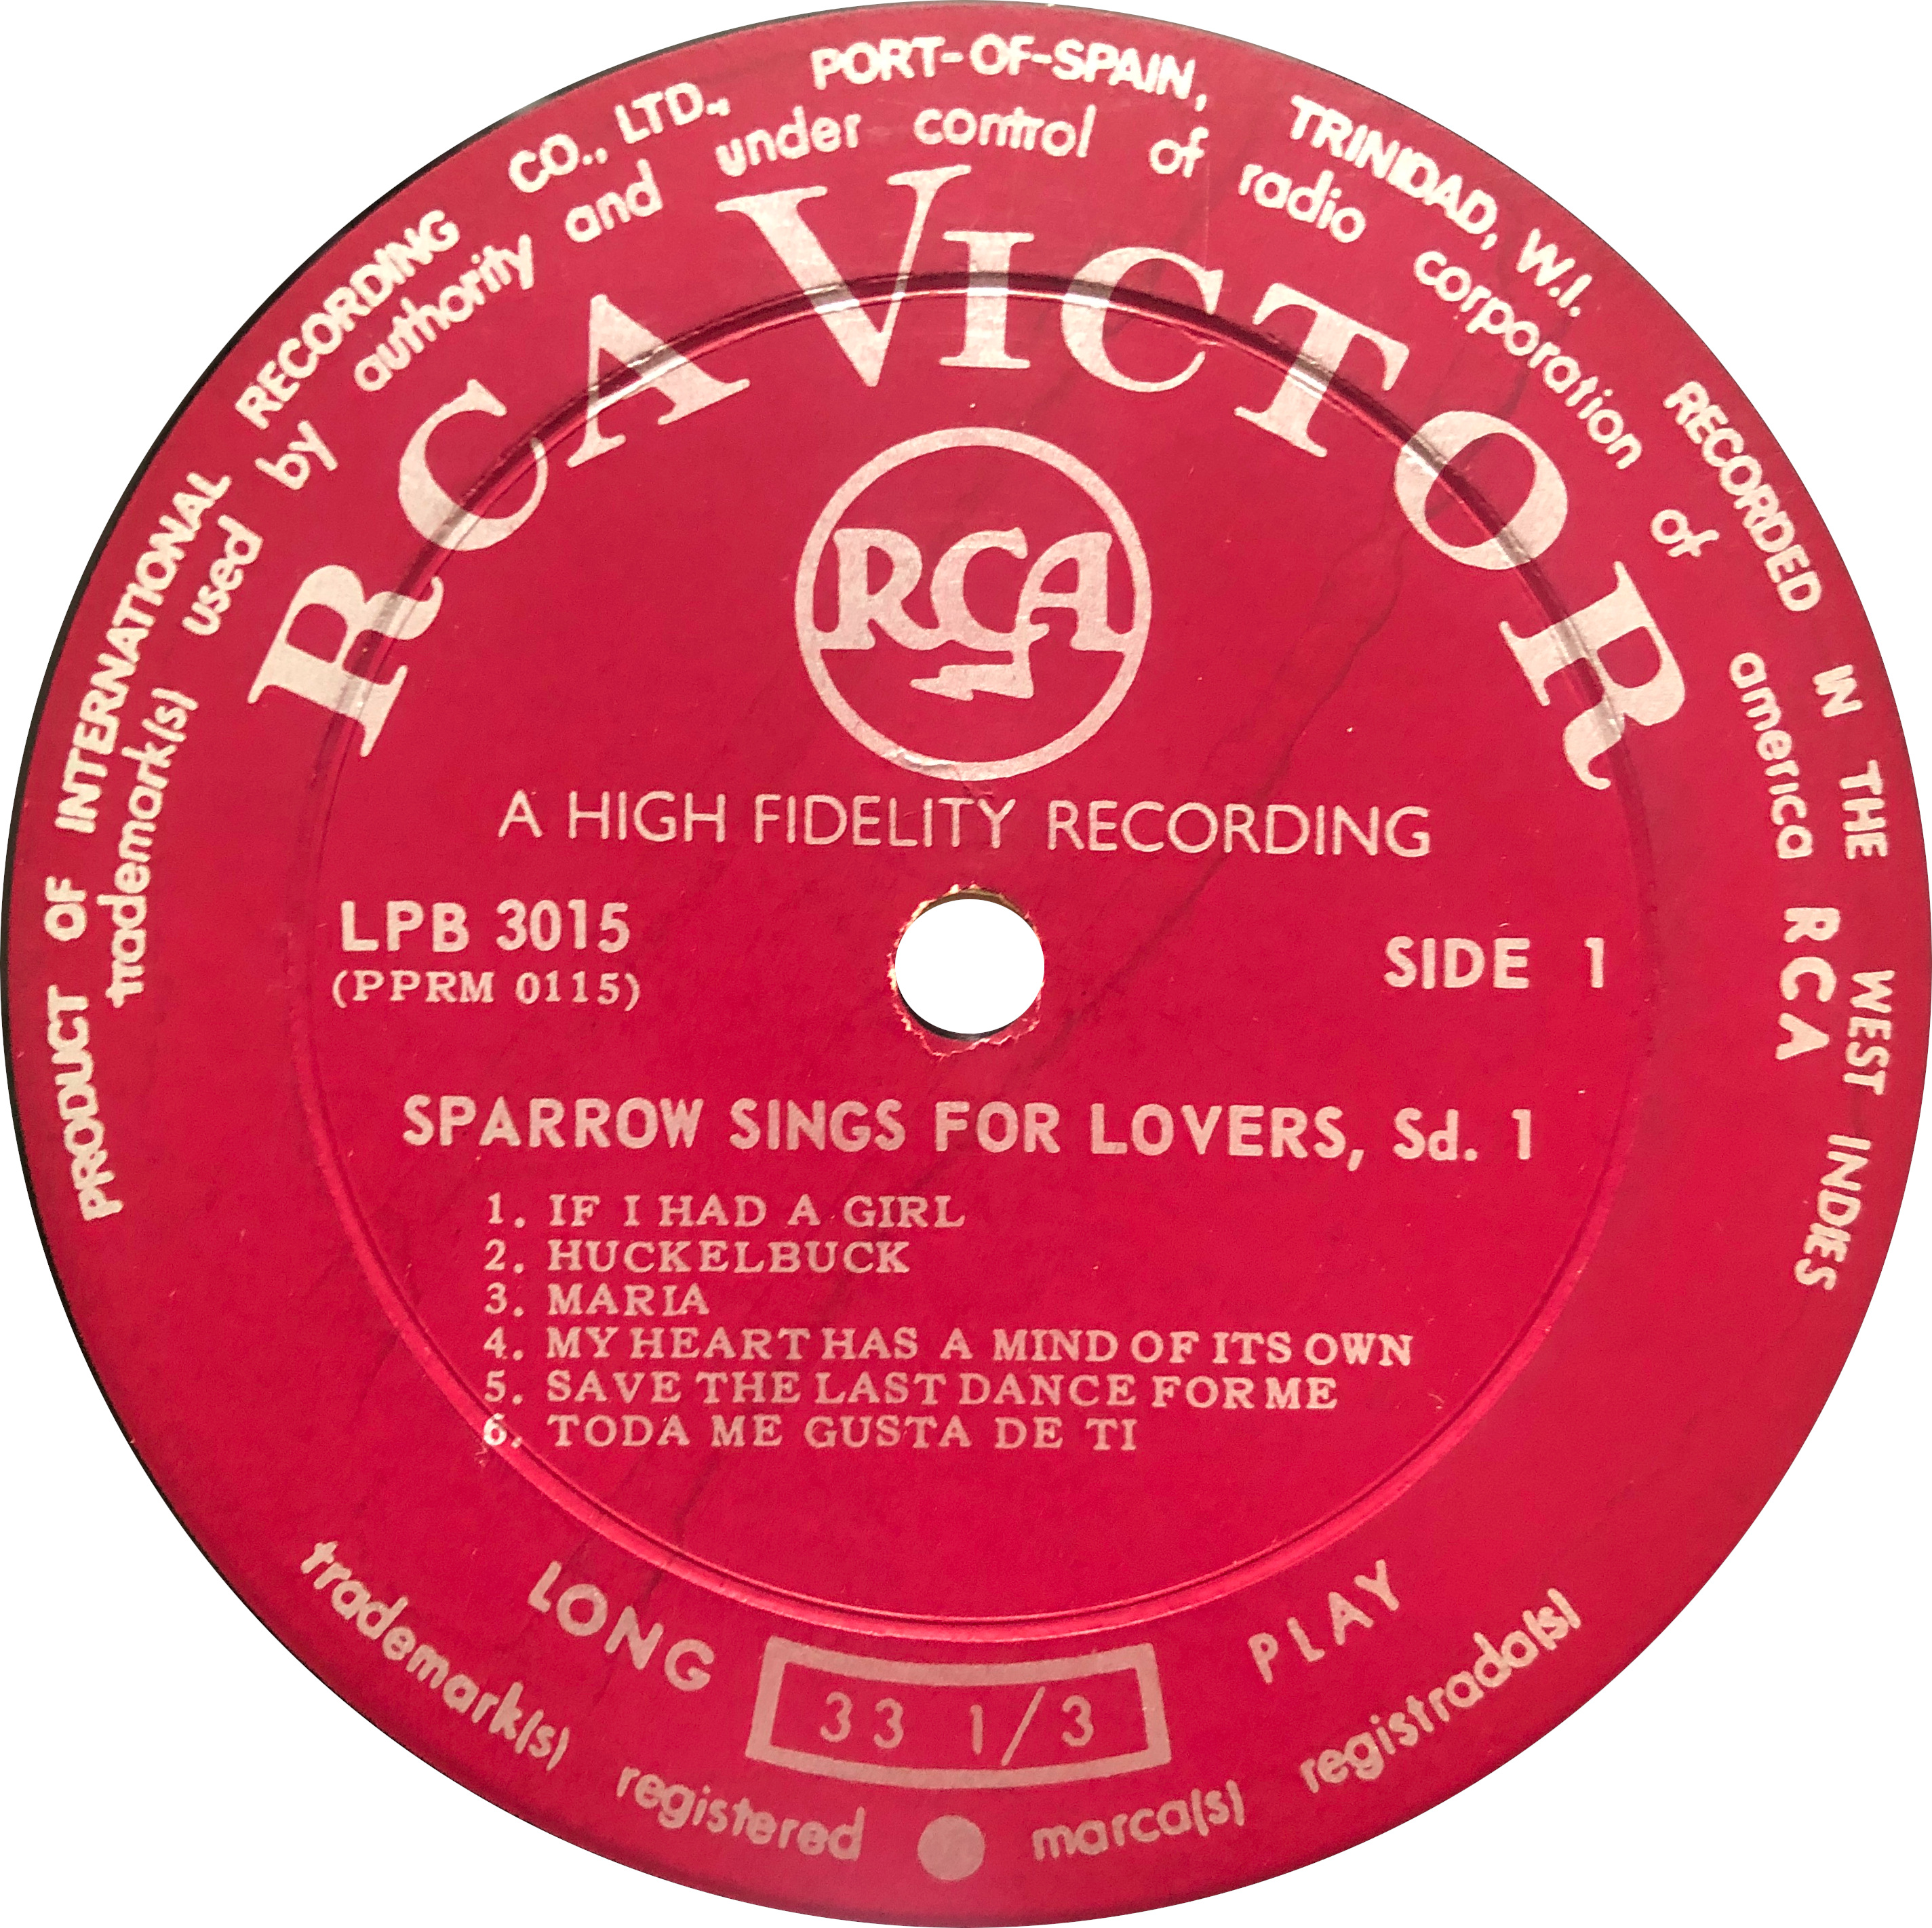 PRODUCT OF INTERNATIONAL RECORDING CO., LTD., PORT-OF-SPAIN, TRINIDAD, W.I. RECORDED IN THE WEST INDIES
trademark(s) used by authority and under control of radio corporation of america RCA
RCA VICTOR
RCA
A HIGH FIDELITY RECORDING
LPB 3015
(PPRM 0115)
SIDE 1
SPARROW SINGS FOR LOVERS, Sd. 1
1. IF I HAD A GIRL
2. HUCKELBUCK
3. MARIA
4. MY HEART HAS A MIND OF ITS OWN
5. SAVE THE LAST DANCE FOR ME
6. TODA ME GUSTA DE TI
LONG 33 1/3 PLAY
trademark(s) registered ● marca(s) registrada(s)